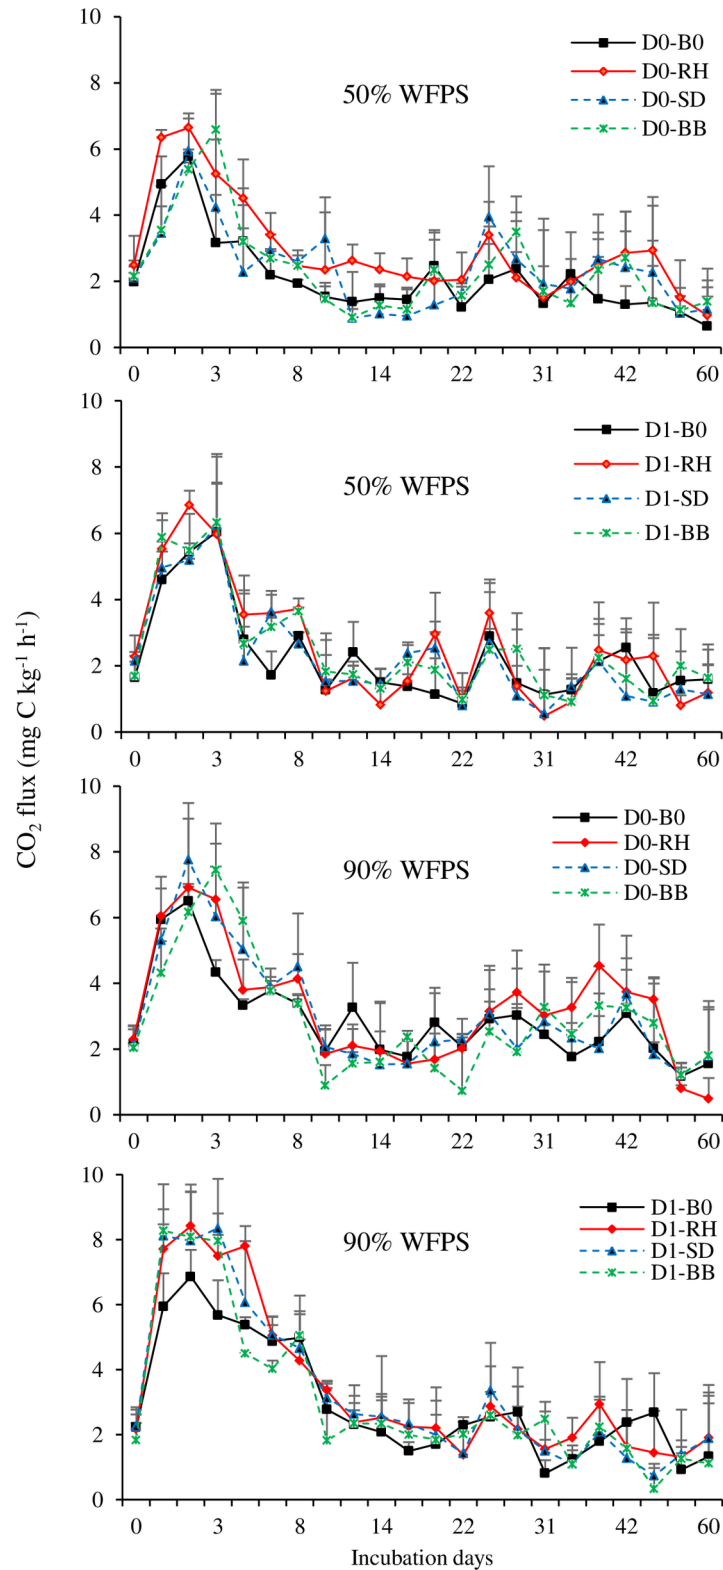 CO₂ flux (mg C kg⁻¹ h⁻¹)
10
8
6
4
2
0
50% WFPS
D0-B0
D0-RH
D0-SD
D0-BB
0 3 8 14 22 31 42 60
10
8
6
4
2
0
50% WFPS
D1-B0
D1-RH
D1-SD
D1-BB
0 3 8 14 22 31 42 60
10
8
6
4
2
0
90% WFPS
D0-B0
D0-RH
D0-SD
D0-BB
0 3 8 14 22 31 42 60
10
8
6
4
2
0
90% WFPS
D1-B0
D1-RH
D1-SD
D1-BB
0 3 8 14 22 31 42 60
Incubation days